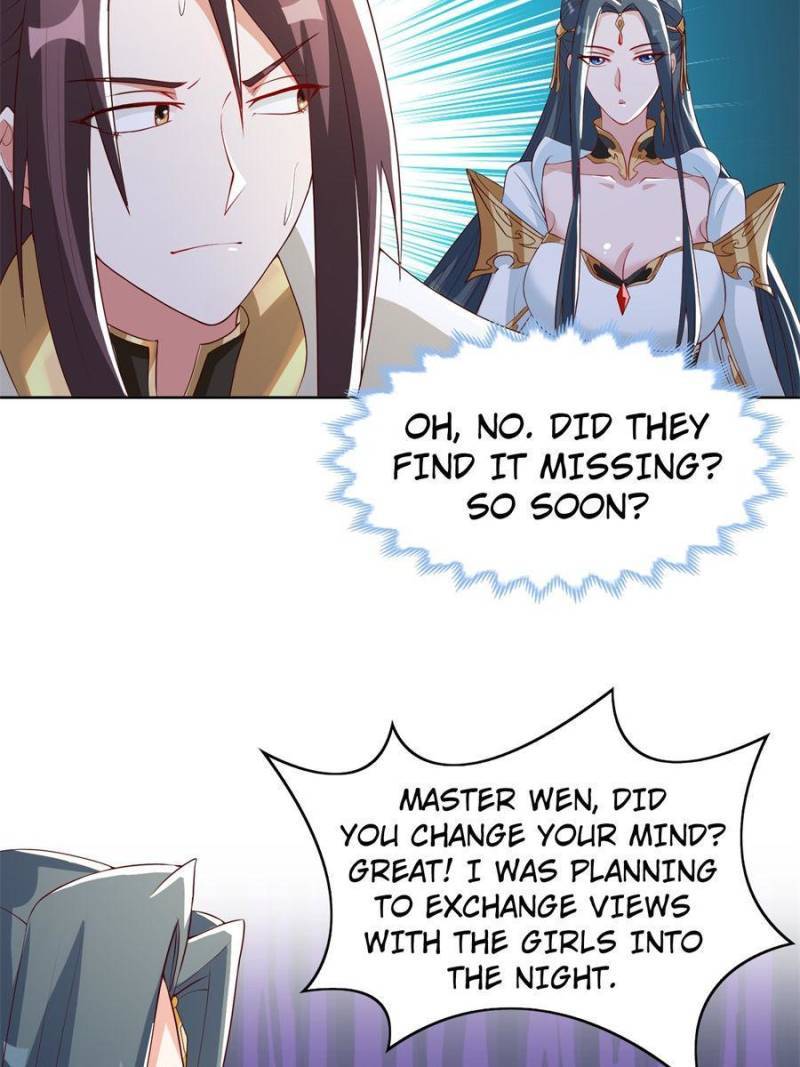 OH, NO. DID THEY
FIND IT MISSING?
SO SOON?
MASTER WEN, DID
YOU CHANGE YOUR MIND?
GREAT! I WAS PLANNING
TO EXCHANGE VIEWS
WITH THE GIRLS INTO
THE NIGHT.